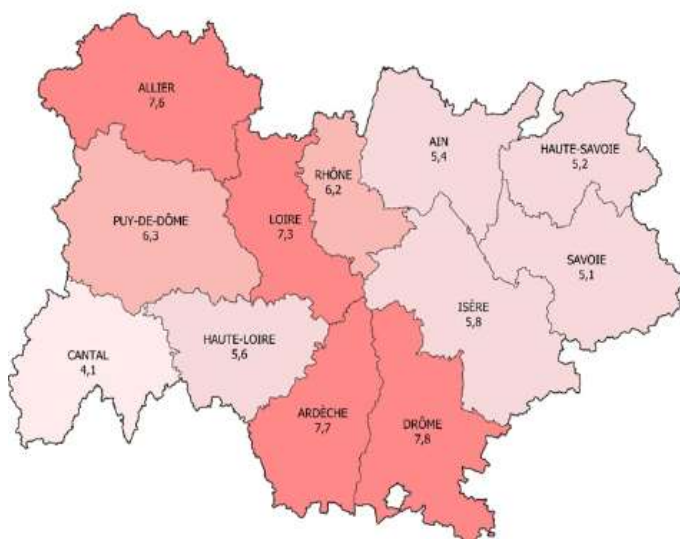 ALLIER
7,6
AIN
5,4
HAUTE-SAVOIE
5,2
RHÔNE
6,2
PUY-DE-DÔME
6,3
LOIRE
7,3
SAVOIE
5,1
ISÈRE
5,8
HAUTE-LOIRE
5,6
CANTAL
4,1
ARDÈCHE
7,7
DRÔME
7,8